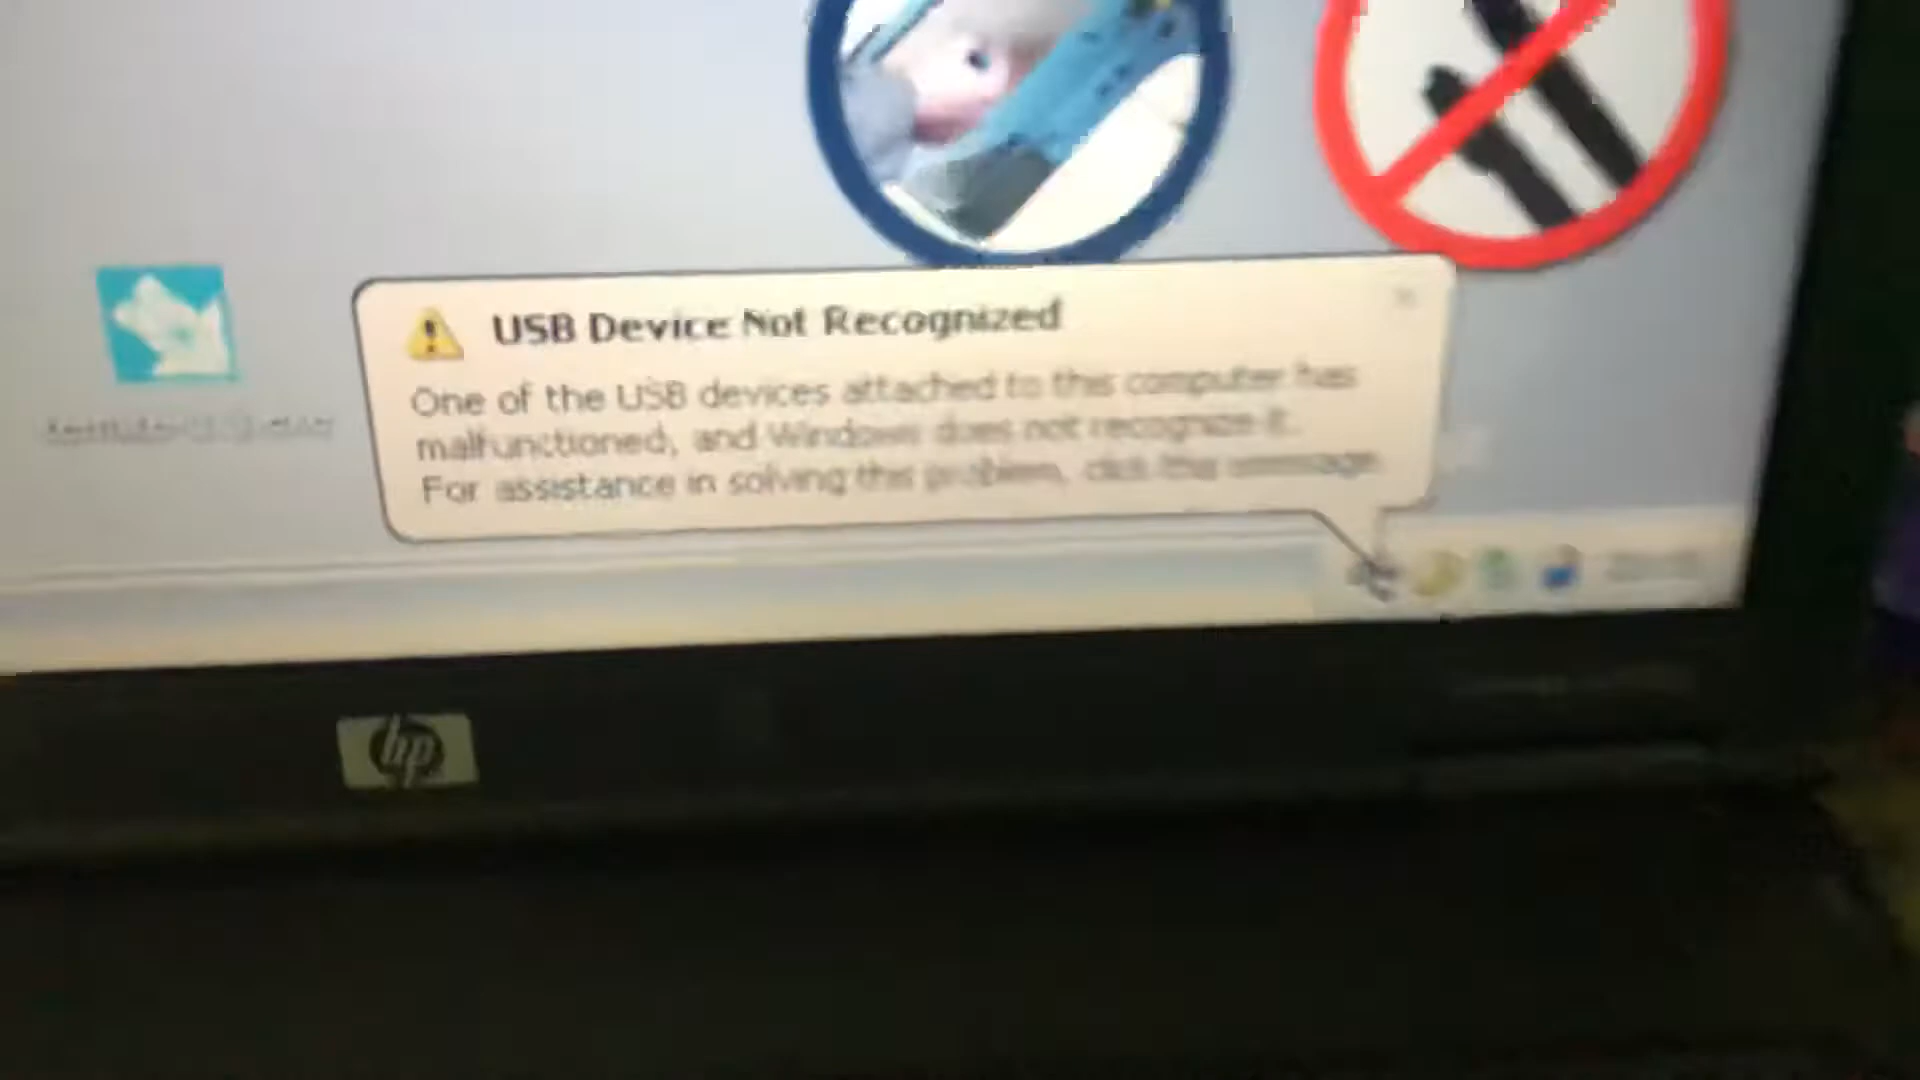 USB Device Not Recognized
One of the USB devices attached to this computer has
malfunctioned, and Windows does not recognize it.
For assistance in solving this problem, click this message.
hp